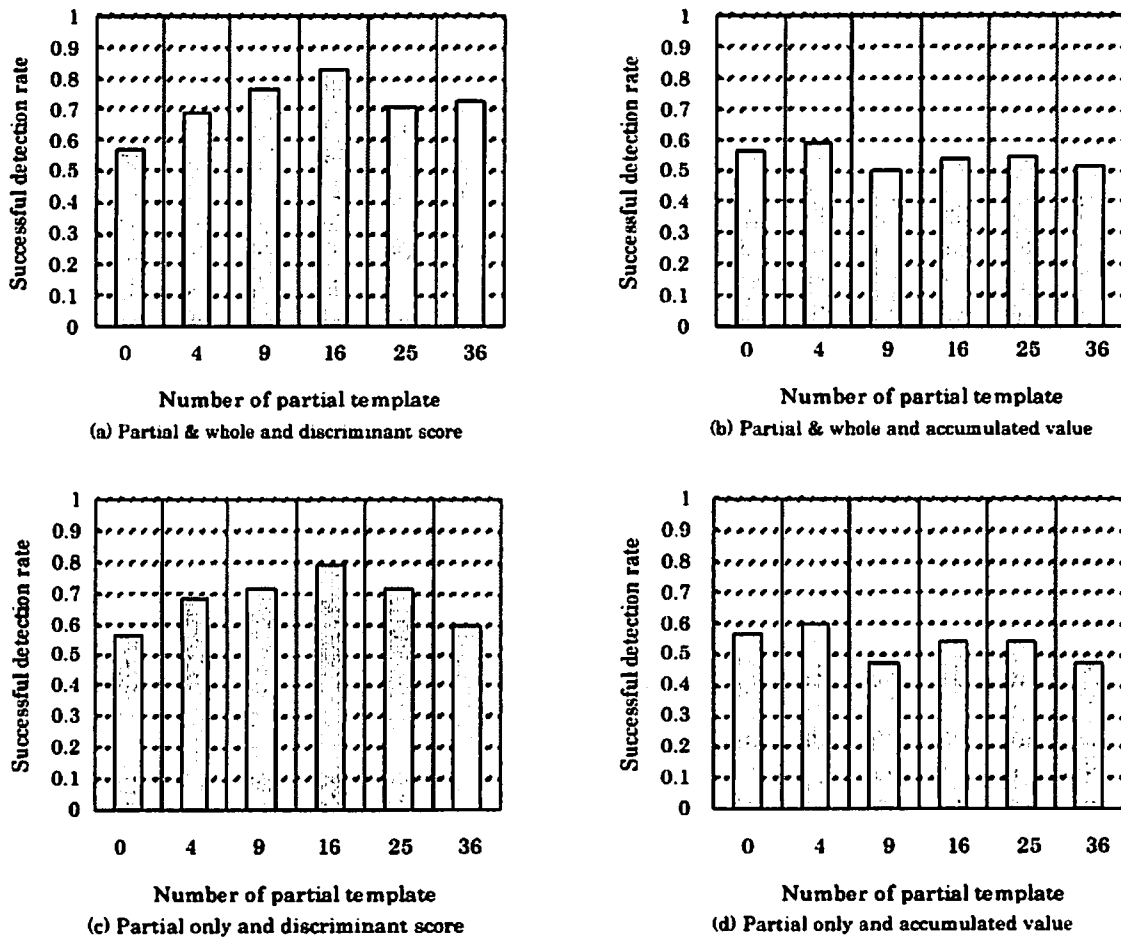 Successful detection rate
1
0.9
0.8
0.7
0.6
0.5
0.4
0.3
0.2
0.1
0
0 4 9 16 25 36
Number of partial template
(a) Partial & whole and discriminant score
Successful detection rate
1
0.9
0.8
0.7
0.6
0.5
0.4
0.3
0.2
0.1
0
0 4 9 16 25 36
Number of partial template
(b) Partial & whole and accumulated value
Successful detection rate
1
0.9
0.8
0.7
0.6
0.5
0.4
0.3
0.2
0.1
0
0 4 9 16 25 36
Number of partial template
(c) Partial only and discriminant score
Successful detection rate
1
0.9
0.8
0.7
0.6
0.5
0.4
0.3
0.2
0.1
0
0 4 9 16 25 36
Number of partial template
(d) Partial only and accumulated value